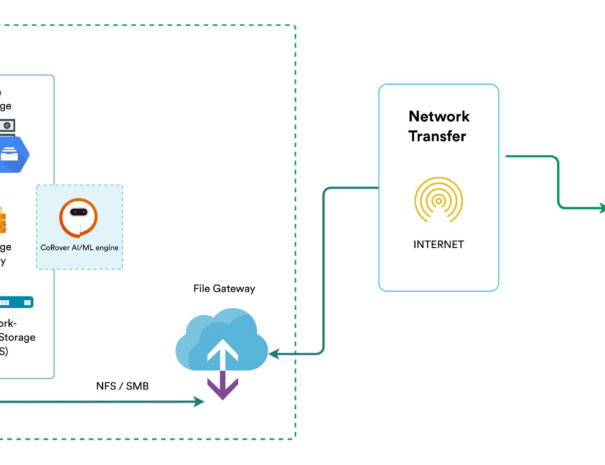 ge
CoRover AI/ML engine
ge
y
ork-
Storage
S)
File Gateway
NFS / SMB
Network
Transfer
INTERNET